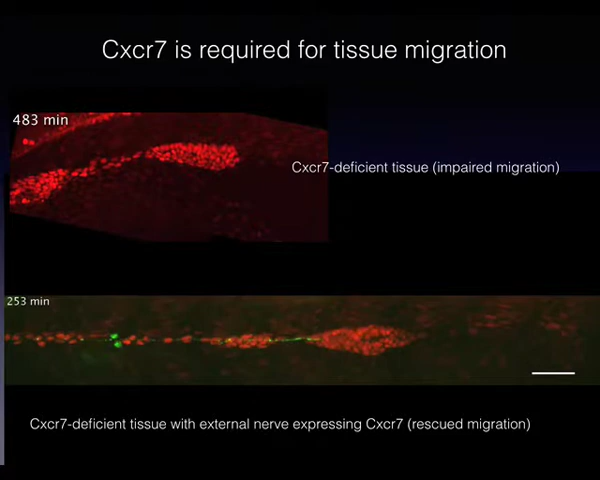 Cxcr7 is required for tissue migration
483 min
Cxcr7-deficient tissue (impaired migration)
253 min
Cxcr7-deficient tissue with external nerve expressing Cxcr7 (rescued migration)